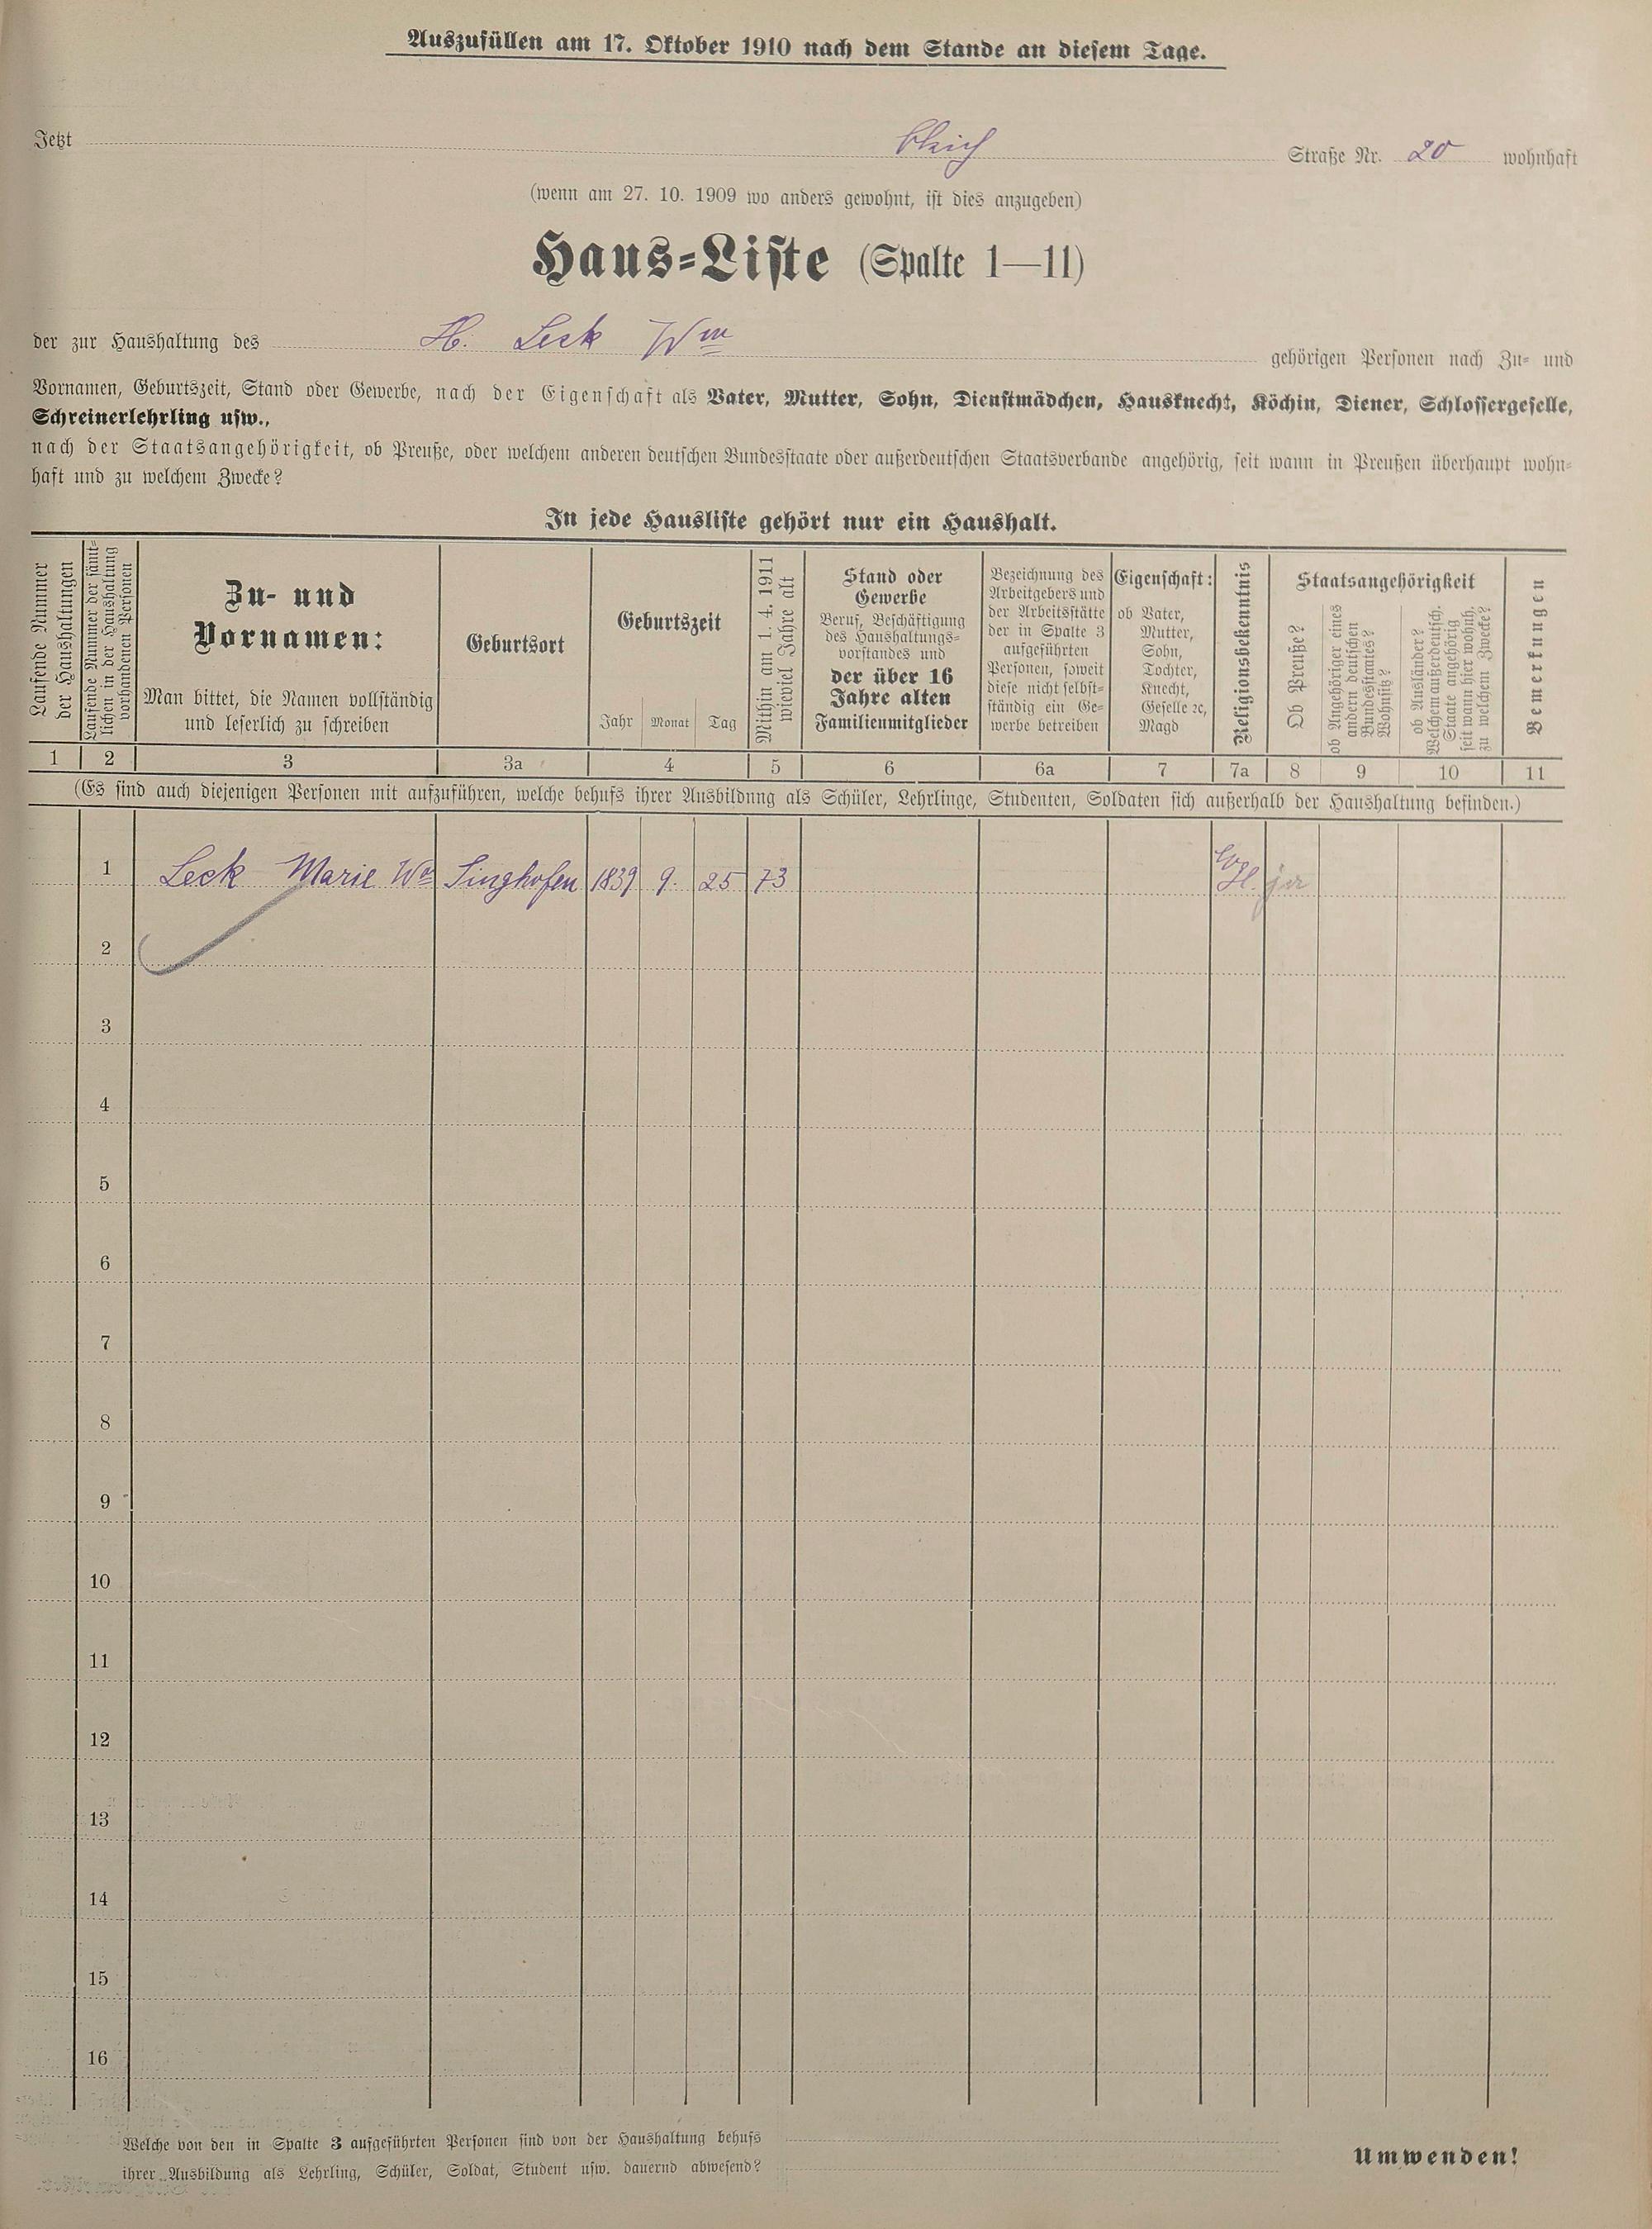 Auszufüllen am 17. Oktober 1910 nach dem Stande an diesem Tage.
Jetzt Straße Nr. 20 wohnhaft
(wenn am 27. 10. 1909 wo anders gewohnt, ist dies anzugeben)
Haus-Liste (Spalte 1—11)
der zur Haushaltung des H. Leck Wwe gehörigen Personen nach Zu- und
Vornamen, Geburtszeit, Stand oder Gewerbe, nach der Eigenschaft als Vater, Mutter, Sohn, Dienstmädchen, Hausknecht, Köchin, Diener, Schlossergeselle,
Schreinerlehrling usw.,
nach der Staatsangehörigkeit, ob Preuße, oder welchem anderen deutschen Bundesstaate oder außerdeutschen Staatsverbande angehörig, seit wann in Preußen überhaupt wohn-
haft und zu welchem Zwecke?
In jede Hausliste gehört nur ein Haushalt.
Laufende Nummer
der Haushaltungen
Laufende Nummer der sämt-
lichen in der Haushaltung
vorhandenen Personen
Zu- und
Vornamen:
Man bittet, die Namen vollständig
und leserlich zu schreiben
Geburtsort
Geburtszeit
Jahr Monat Tag
Mithin am 1. 4. 1911
wieviel Jahre alt
Stand oder
Gewerbe
Beruf, Beschäftigung
des Haushaltungs-
vorstandes und
der über 16
Jahre alten
Familienmitglieder
Bezeichnung des
Arbeitgebers und
der Arbeitsstätte
der in Spalte 3
aufgeführten
Personen, soweit
diese nicht selbst-
ständig ein Ge-
werbe betreiben
Eigenschaft:
ob Vater,
Mutter,
Sohn,
Tochter,
Knecht,
Geselle ꝛc,
Magd
Religionsbekenntnis
Staatsangehörigkeit
Ob Preuße?
ob Angehöriger eines
andern deutschen
Bundesstaates?
Wohnsitz?
ob Ausländer?
Welchem außerdeutsch.
Staate angehörig
seit wann hier wohnh.
zu welchem Zwecke?
Bemerkungen
1 2 3 3a 4 5 6 6a 7 7a 8 9 10 11
(Es sind auch diejenigen Personen mit aufzuführen, welche behufs ihrer Ausbildung als Schüler, Lehrlinge, Studenten, Soldaten sich außerhalb der Haushaltung befinden.)
1 Leck Marie Wwe Singhofen 1839 9. 25 73
2
3
4
5
6
7
8
9
10
11
12
13
14
15
16
Welche von den in Spalte 3 aufgeführten Personen sind von der Haushaltung behufs
ihrer Ausbildung als Lehrling, Schüler, Soldat, Student usw. dauernd abwesend?
Umwenden!